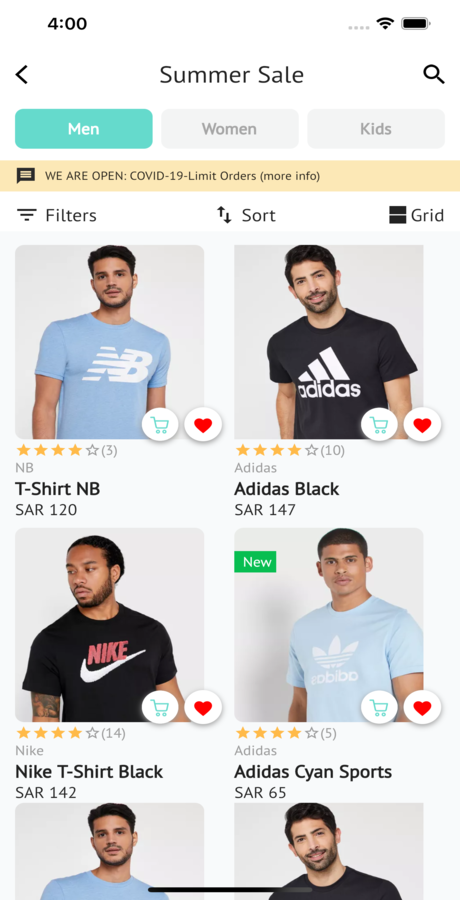 4:00
Summer Sale
Men
Women
Kids
WE ARE OPEN: COVID-19-Limit Orders (more info)
Filters
Sort
Grid
NB
adidas
(3)
(10)
NB
Adidas
T-Shirt NB
Adidas Black
SAR 120
SAR 147
NIKE
New
adidas
(14)
(5)
Nike
Adidas
Nike T-Shirt Black
Adidas Cyan Sports
SAR 142
SAR 65